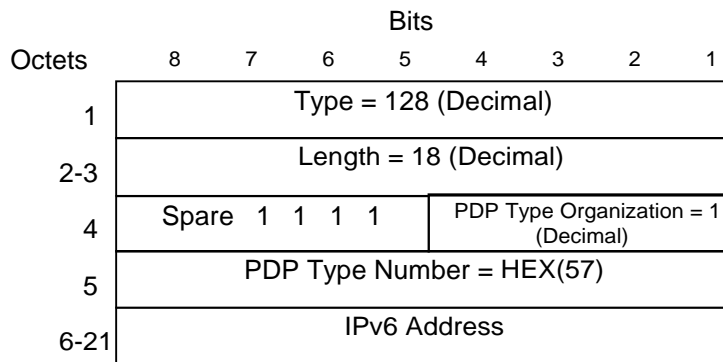 Bits
Octets 8 7 6 5 4 3 2 1
1 Type = 128 (Decimal)
2-3 Length = 18 (Decimal)
4 Spare 1 1 1 1 PDP Type Organization = 1
(Decimal)
5 PDP Type Number = HEX(57)
6-21 IPv6 Address